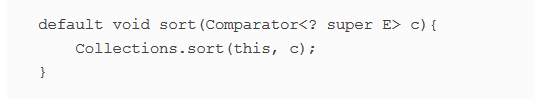 default void sort(Comparator<? super E> c){
    Collections.sort(this, c);
}